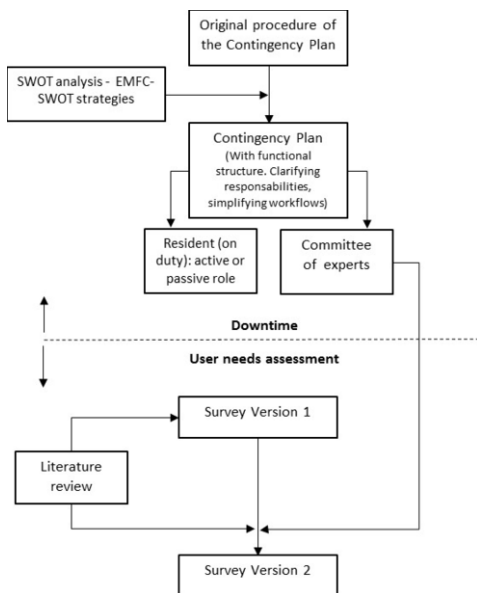 Original procedure of
the Contingency Plan
SWOT analysis - EMFC-
SWOT strategies
Contingency Plan
(With functional
structure. Clarifying
responsabilities,
simplifying workflows)
Resident (on
duty): active or
passive role
Committee
of experts
Downtime
User needs assessment
Survey Version 1
Literature
review
Survey Version 2